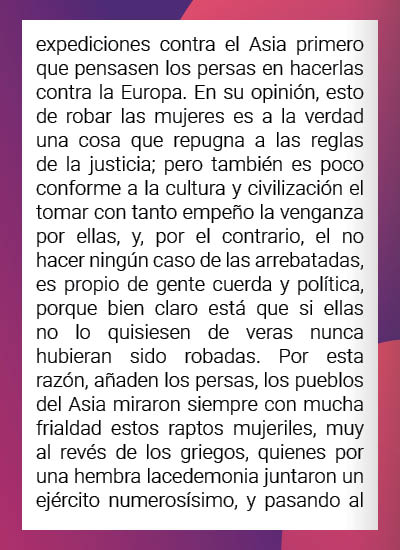 expediciones contra el Asia primero
que pensasen los persas en hacerlas
contra la Europa. En su opinión, esto
de robar las mujeres es a la verdad
una cosa que repugna a las reglas
de la justicia; pero también es poco
conforme a la cultura y civilización el
tomar con tanto empeño la venganza
por ellas, y, por el contrario, el no
hacer ningún caso de las arrebatadas,
es propio de gente cuerda y política,
porque bien claro está que si ellas
no lo quisiesen de veras nunca
hubieran sido robadas. Por esta
razón, añaden los persas, los pueblos
del Asia miraron siempre con mucha
frialdad estos raptos mujeriles, muy
al revés de los griegos, quienes por
una hembra lacedemonia juntaron un
ejército numerosísimo, y pasando al